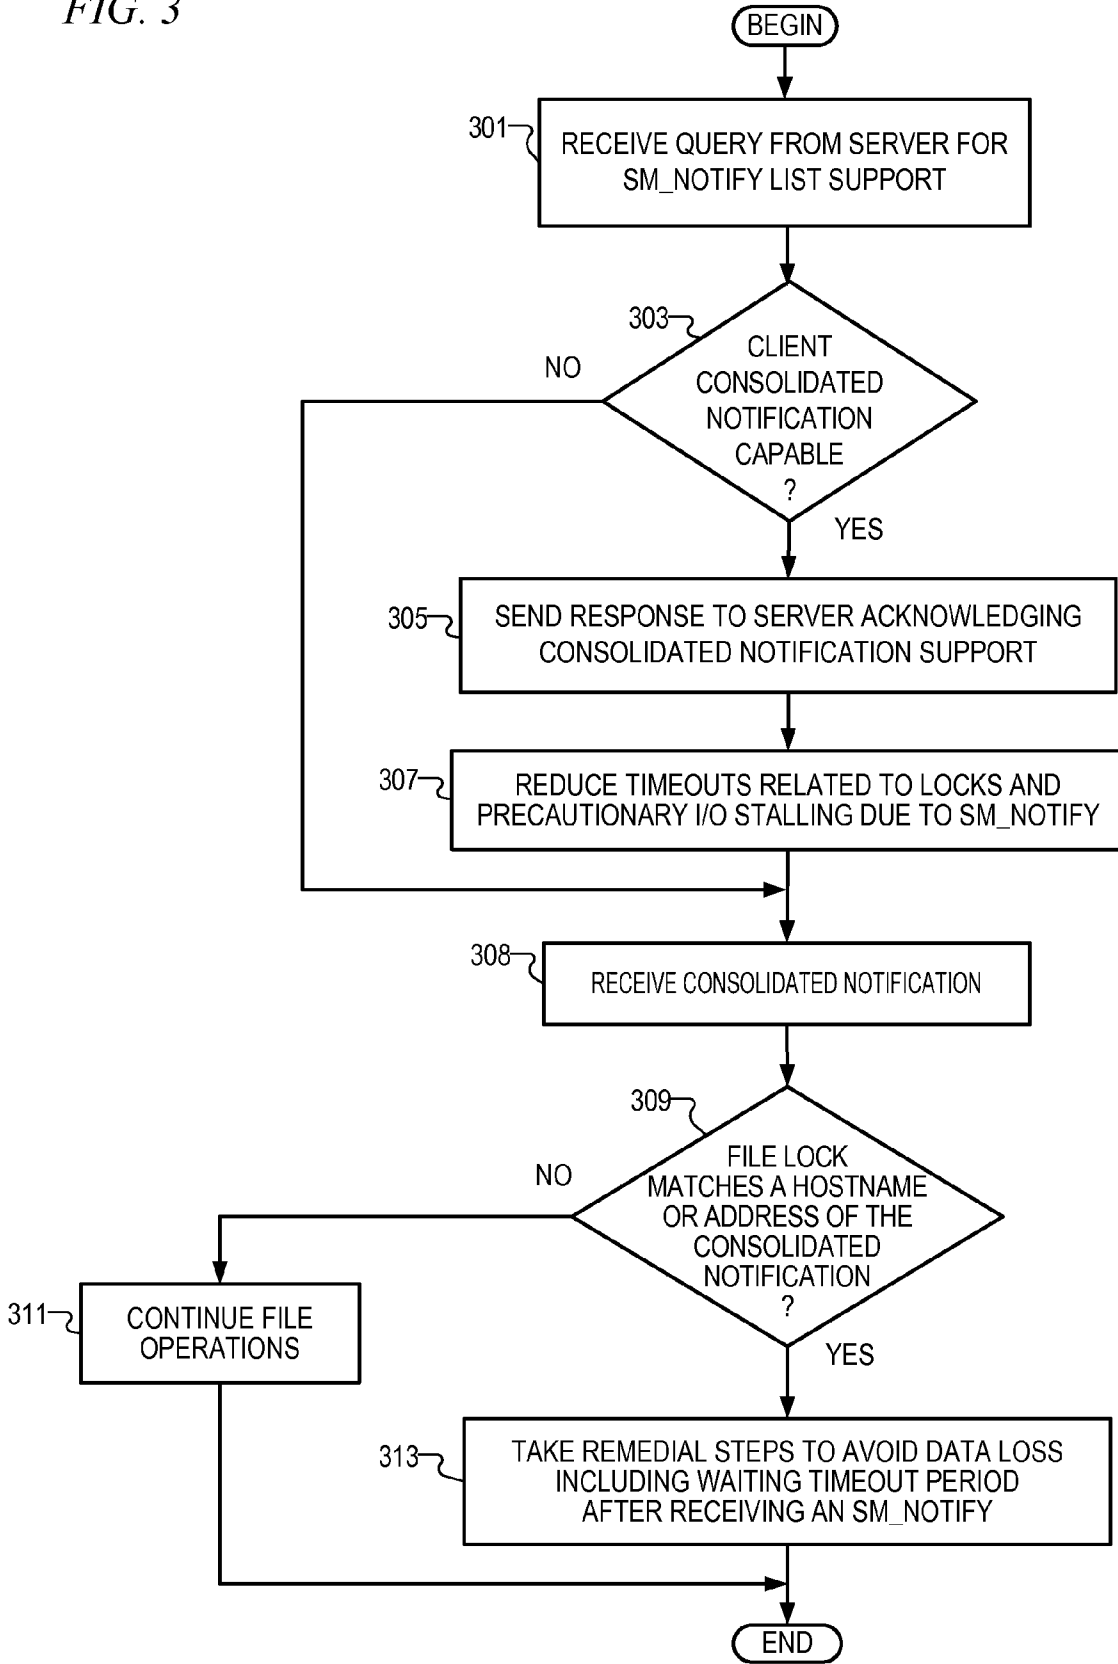 FIG. 3
BEGIN
301
RECEIVE QUERY FROM SERVER FOR
SM_NOTIFY LIST SUPPORT
303
CLIENT
CONSOLIDATED
NOTIFICATION
CAPABLE
?
NO
YES
305
SEND RESPONSE TO SERVER ACKNOWLEDGING
CONSOLIDATED NOTIFICATION SUPPORT
307
REDUCE TIMEOUTS RELATED TO LOCKS AND
PRECAUTIONARY I/O STALLING DUE TO SM_NOTIFY
308
RECEIVE CONSOLIDATED NOTIFICATION
309
FILE LOCK
MATCHES A HOSTNAME
OR ADDRESS OF THE
CONSOLIDATED
NOTIFICATION
?
NO
YES
311
CONTINUE FILE
OPERATIONS
313
TAKE REMEDIAL STEPS TO AVOID DATA LOSS
INCLUDING WAITING TIMEOUT PERIOD
AFTER RECEIVING AN SM_NOTIFY
END